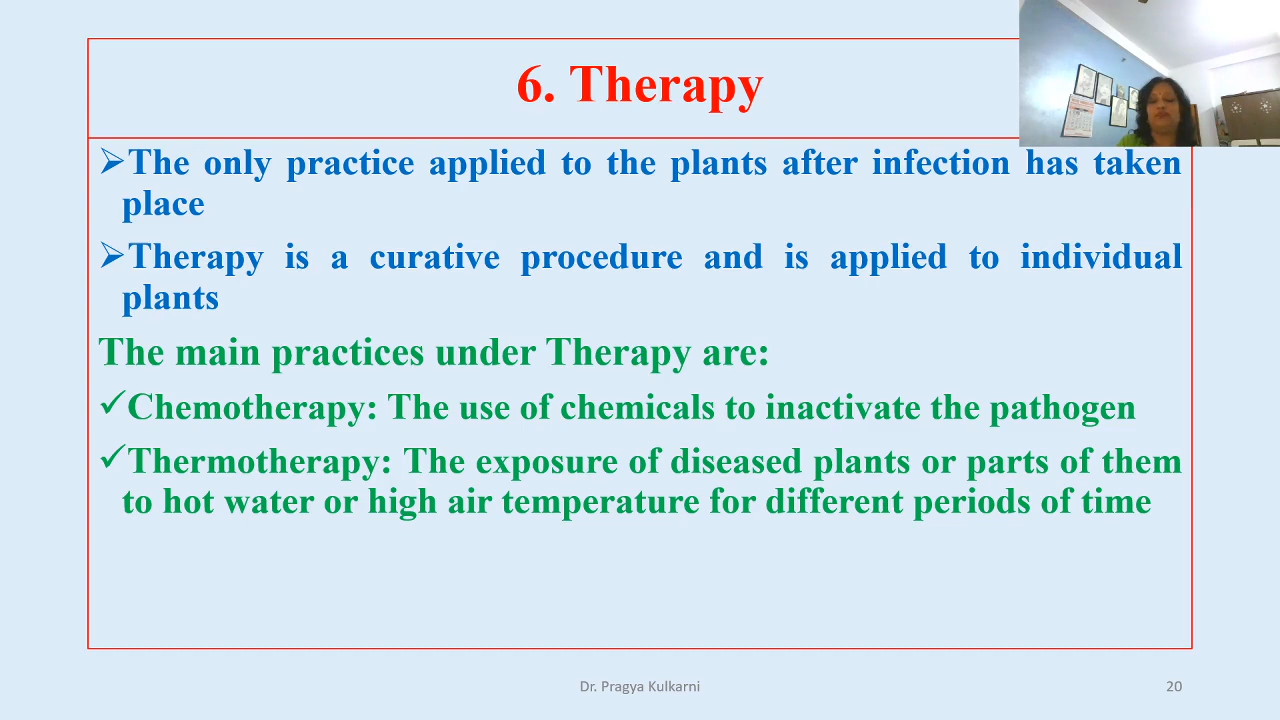 6. Therapy
➢The only practice applied to the plants after infection has taken
place
➢Therapy is a curative procedure and is applied to individual
plants
The main practices under Therapy are:
✓Chemotherapy: The use of chemicals to inactivate the pathogen
✓Thermotherapy: The exposure of diseased plants or parts of them
to hot water or high air temperature for different periods of time
Dr. Pragya Kulkarni
20